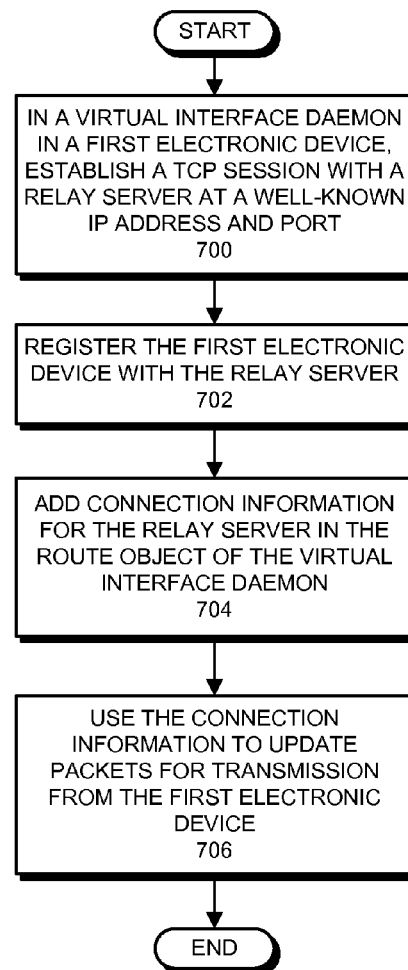 START
IN A VIRTUAL INTERFACE DAEMON
IN A FIRST ELECTRONIC DEVICE,
ESTABLISH A TCP SESSION WITH A
RELAY SERVER AT A WELL-KNOWN
IP ADDRESS AND PORT
700
REGISTER THE FIRST ELECTRONIC
DEVICE WITH THE RELAY SERVER
702
ADD CONNECTION INFORMATION
FOR THE RELAY SERVER IN THE
ROUTE OBJECT OF THE VIRTUAL
INTERFACE DAEMON
704
USE THE CONNECTION
INFORMATION TO UPDATE
PACKETS FOR TRANSMISSION
FROM THE FIRST ELECTRONIC
DEVICE
706
END